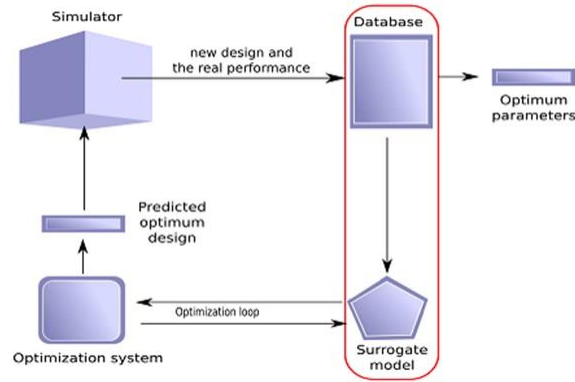 Simulator
Database
new design and
the real performance
Optimum
parameters
Predicted
optimum
design
Optimization loop
Optimization system
Surrogate
model